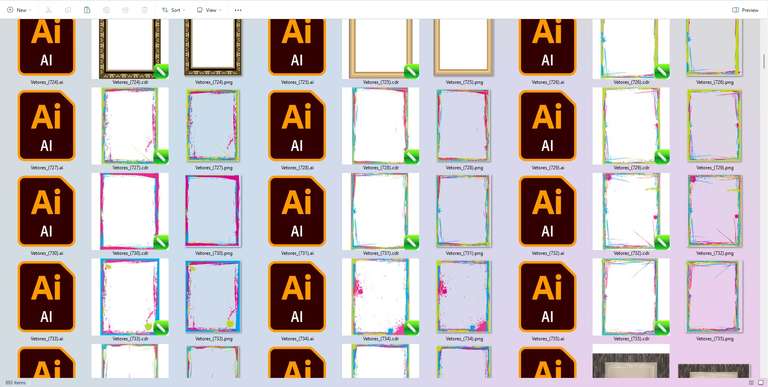 New Sort View Preview
Ai Ai Ai
AI AI AI
Vetores_(724).ai Vetores_(724).cdr Vetores_(724).png Vetores_(725).ai Vetores_(725).cdr Vetores_(725).png Vetores_(726).ai Vetores_(726).cdr Vetores_(726).png
Ai Ai Ai
AI AI AI
Vetores_(727).ai Vetores_(727).cdr Vetores_(727).png Vetores_(728).ai Vetores_(728).cdr Vetores_(728).png Vetores_(729).ai Vetores_(729).cdr Vetores_(729).png
Ai Ai Ai
AI AI AI
Vetores_(730).ai Vetores_(730).cdr Vetores_(730).png Vetores_(731).ai Vetores_(731).cdr Vetores_(731).png Vetores_(732).ai Vetores_(732).cdr Vetores_(732).png
Ai Ai Ai
AI AI AI
Vetores_(733).ai Vetores_(733).cdr Vetores_(733).png Vetores_(734).ai Vetores_(734).cdr Vetores_(734).png Vetores_(735).ai Vetores_(735).cdr Vetores_(735).png
Ai Ai Ai
items